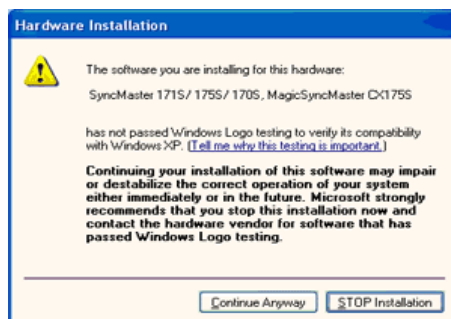 Hardware Installation
The software you are installing for this hardware:
SyncMaster 171S/ 175S/ 170S, MagicSyncMaster CX175S
has not passed Windows Logo testing to verify its compatibility
with Windows XP. (Tell me why this testing is important.)
Continuing your installation of this software may impair
or destabilize the correct operation of your system
either immediately or in the future. Microsoft strongly
recommends that you stop this installation now and
contact the hardware vendor for software that has
passed Windows Logo testing.
Continue Anyway
STOP Installation